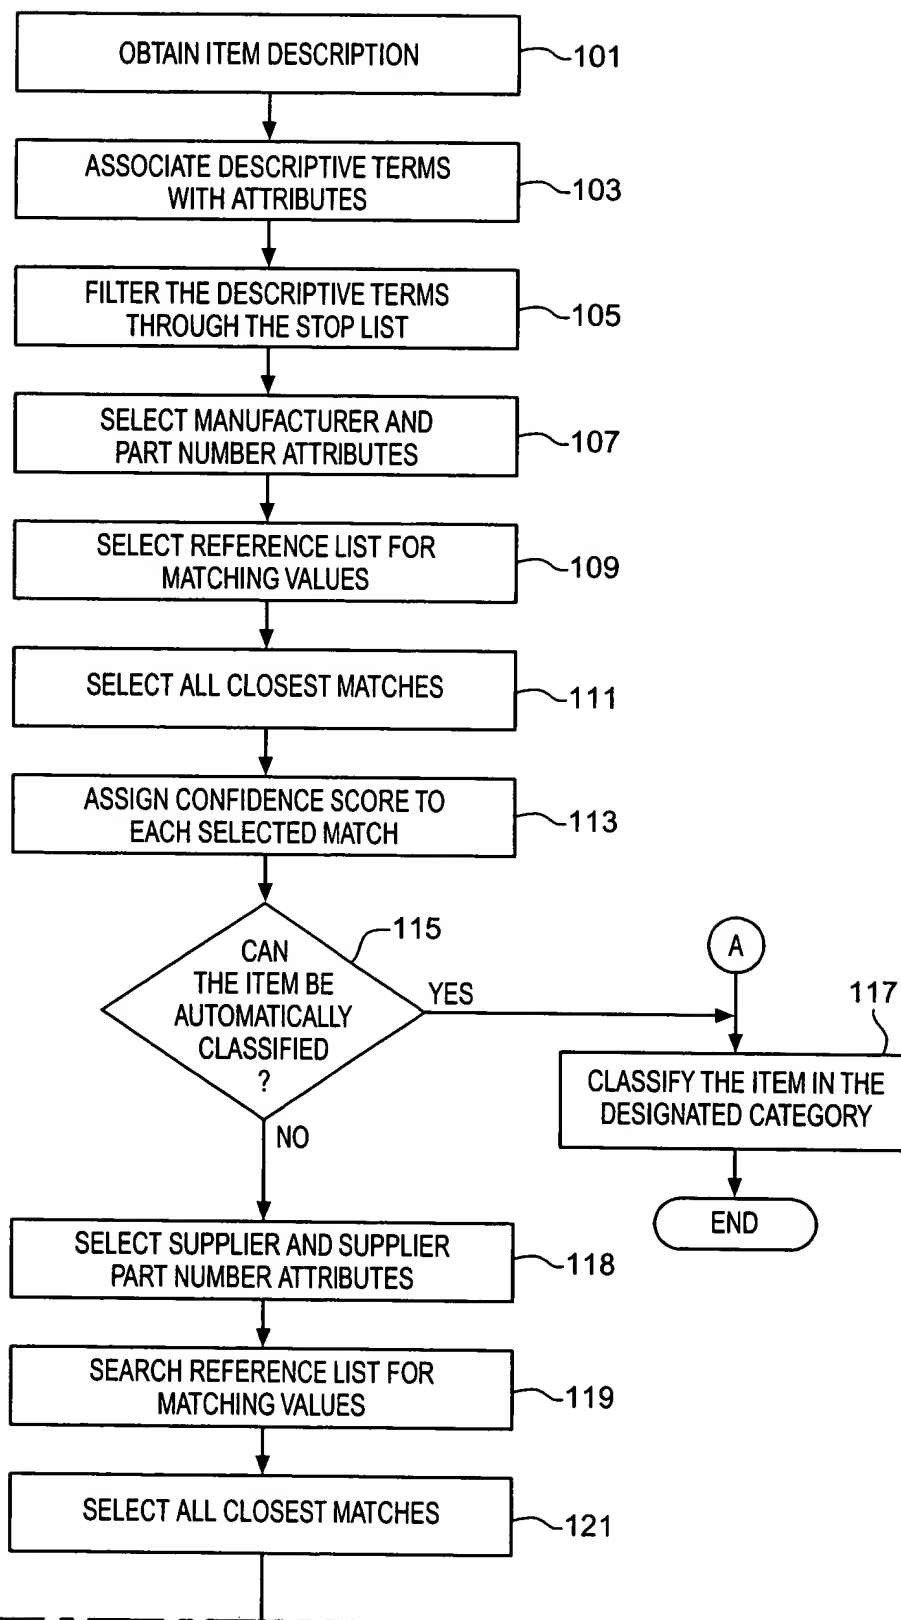 OBTAIN ITEM DESCRIPTION
101
ASSOCIATE DESCRIPTIVE TERMS
WITH ATTRIBUTES
103
FILTER THE DESCRIPTIVE TERMS
THROUGH THE STOP LIST
105
SELECT MANUFACTURER AND
PART NUMBER ATTRIBUTES
107
SELECT REFERENCE LIST FOR
MATCHING VALUES
109
SELECT ALL CLOSEST MATCHES
111
ASSIGN CONFIDENCE SCORE TO
EACH SELECTED MATCH
113
CAN
THE ITEM BE
AUTOMATICALLY
CLASSIFIED
?
115
YES
NO
A
117
CLASSIFY THE ITEM IN THE
DESIGNATED CATEGORY
END
SELECT SUPPLIER AND SUPPLIER
PART NUMBER ATTRIBUTES
118
SEARCH REFERENCE LIST FOR
MATCHING VALUES
119
SELECT ALL CLOSEST MATCHES
121